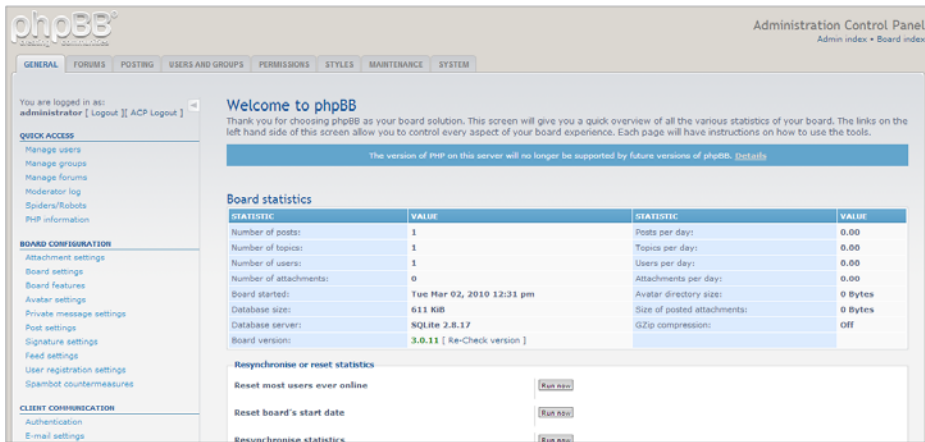 phpBB
creating communities
Administration Control Panel
Admin index • Board index
GENERAL FORUMS POSTING USERS AND GROUPS PERMISSIONS STYLES MAINTENANCE SYSTEM
You are logged in as:
administrator [ Logout ][ ACP Logout ]
QUICK ACCESS
Manage users
Manage groups
Manage forums
Moderator log
Spiders/Robots
PHP information
BOARD CONFIGURATION
Attachment settings
Board settings
Board features
Avatar settings
Private message settings
Post settings
Signature settings
Feed settings
User registration settings
Spambot countermeasures
CLIENT COMMUNICATION
Authentication
E-mail settings
Welcome to phpBB
Thank you for choosing phpBB as your board solution. This screen will give you a quick overview of all the various statistics of your board. The links on the
left hand side of this screen allow you to control every aspect of your board experience. Each page will have instructions on how to use the tools.
The version of PHP on this server will no longer be supported by future versions of phpBB. Details
Board statistics
STATISTIC VALUE STATISTIC VALUE
Number of posts: 1 Posts per day: 0.00
Number of topics: 1 Topics per day: 0.00
Number of users: 1 Users per day: 0.00
Number of attachments: 0 Attachments per day: 0.00
Board started: Tue Mar 02, 2010 12:31 pm Avatar directory size: 0 Bytes
Database size: 611 KiB Size of posted attachments: 0 Bytes
Database server: SQLite 2.8.17 GZip compression: Off
Board version: 3.0.11 [ Re-Check version ]
Resynchronise or reset statistics
Reset most users ever online Run now
Reset board's start date Run now
Resynchronise statistics Run now